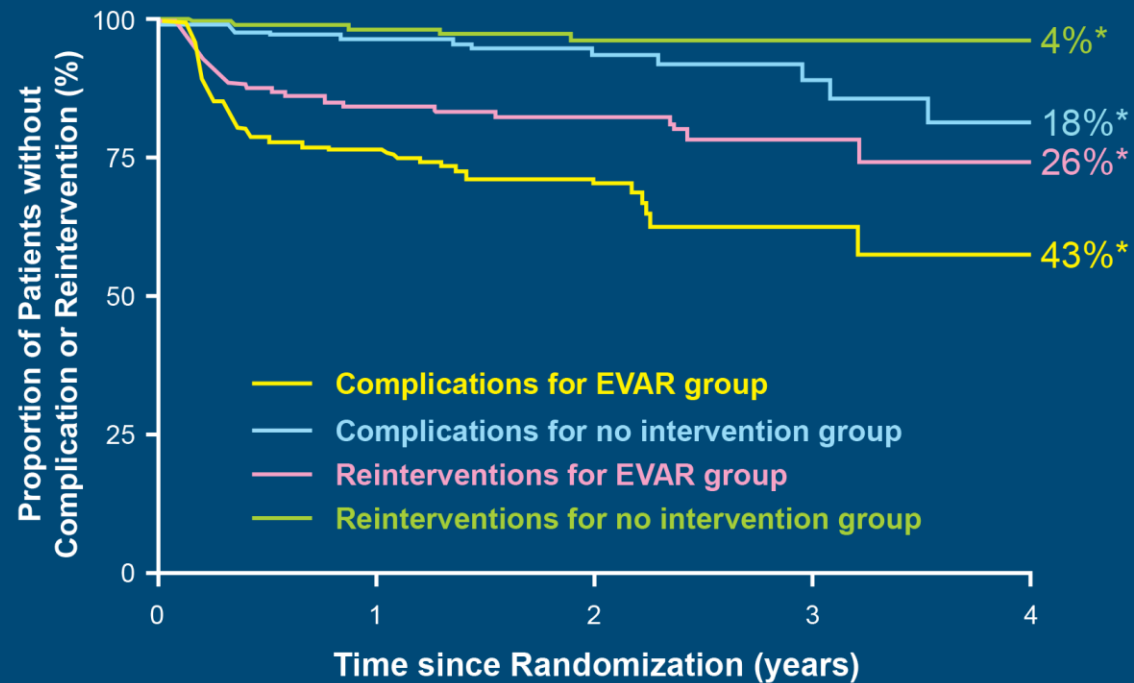 Proportion of Patients without
Complication or Reintervention (%)
100
75
50
25
0
4%*
18%*
26%*
43%*
Complications for EVAR group
Complications for no intervention group
Reinterventions for EVAR group
Reinterventions for no intervention group
0 1 2 3 4
Time since Randomization (years)